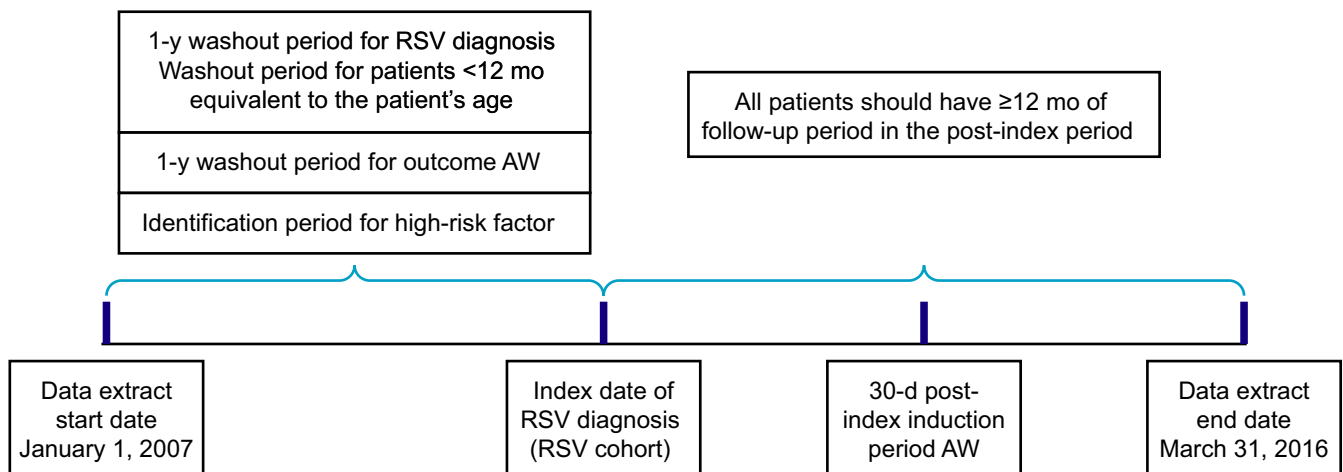 1-y washout period for RSV diagnosis
Washout period for patients <12 mo
equivalent to the patient’s age
1-y washout period for outcome AW
Identification period for high-risk factor
All patients should have ≥12 mo of
follow-up period in the post-index period
Data extract
start date
January 1, 2007
Index date of
RSV diagnosis
(RSV cohort)
30-d post-
index induction
period AW
Data extract
end date
March 31, 2016